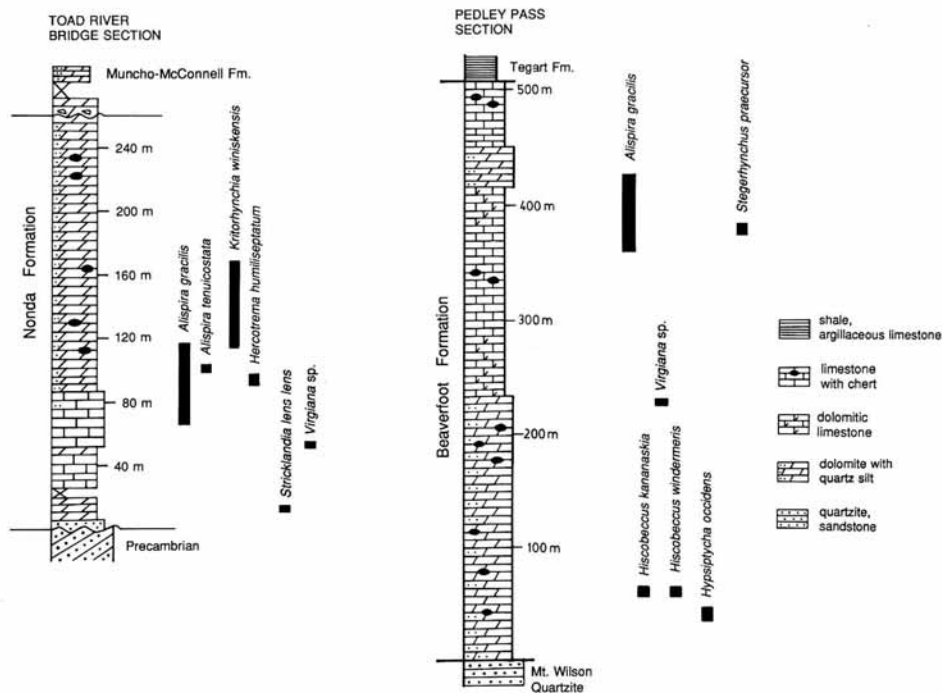 TOAD RIVER
BRIDGE SECTION
Muncho-McConnell Fm.
240 m
200 m
160 m
120 m
80 m
40 m
Nonda Formation
Precambrian
Alispira gracilis
Alispira tenuicostata
Kritorhynchia winiskensis
Hercotrema humiliseptatum
Stricklandia lens lens
Virgiana sp.
PEDLEY PASS
SECTION
Tegart Fm.
500 m
400 m
300 m
200 m
100 m
Beaverfoot Formation
Mt. Wilson
Quartzite
Alispira gracilis
Stegerhynchus praecursor
Virgiana sp.
Hiscobeccus kananaskia
Hiscobeccus windermeris
Hypsiptycha occidens
shale,
argillaceous limestone
limestone
with chert
dolomitic
limestone
dolomite with
quartz silt
quartzite,
sandstone